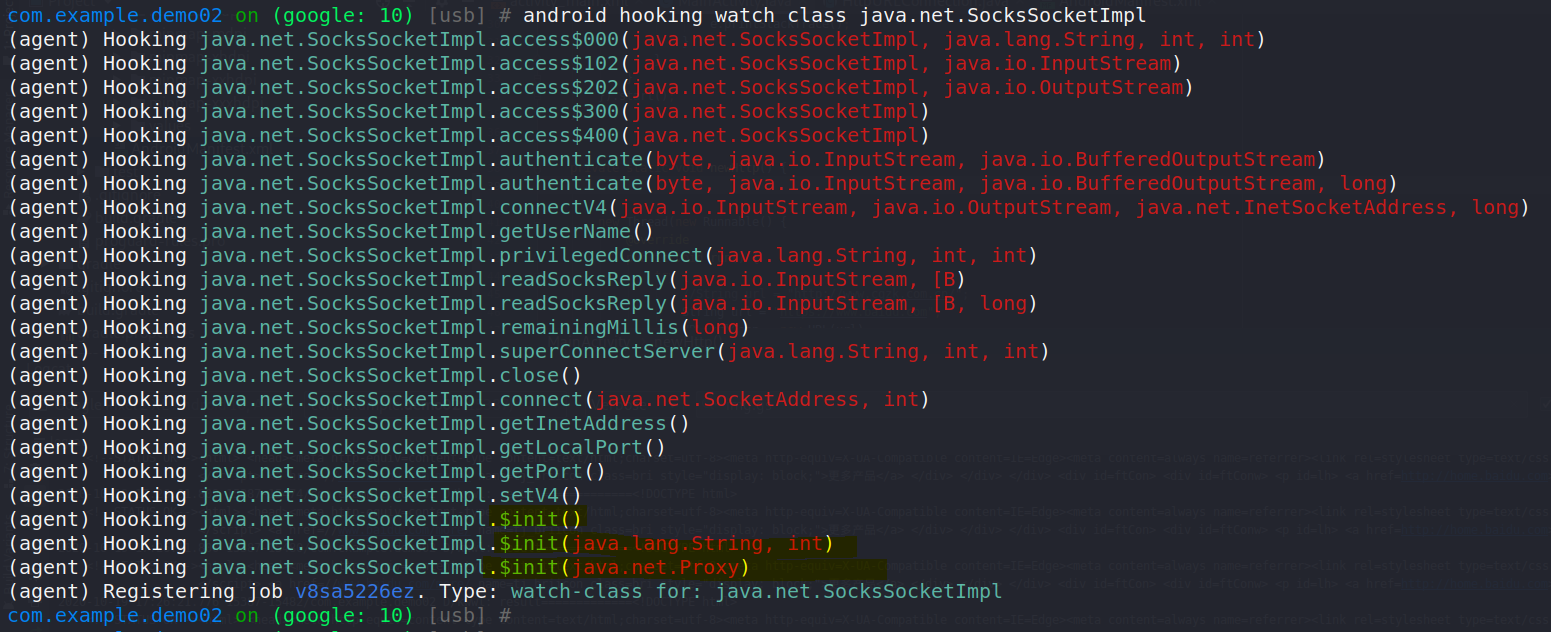 com.example.demo02 on (google: 10) [usb] # android hooking watch class java.net.SocksSocketImpl
(agent) Hooking java.net.SocksSocketImpl.access$000(java.net.SocksSocketImpl, java.lang.String, int, int)
(agent) Hooking java.net.SocksSocketImpl.access$102(java.net.SocksSocketImpl, java.io.InputStream)
(agent) Hooking java.net.SocksSocketImpl.access$202(java.net.SocksSocketImpl, java.io.OutputStream)
(agent) Hooking java.net.SocksSocketImpl.access$300(java.net.SocksSocketImpl)
(agent) Hooking java.net.SocksSocketImpl.access$400(java.net.SocksSocketImpl)
(agent) Hooking java.net.SocksSocketImpl.authenticate(byte, java.io.InputStream, java.io.BufferedOutputStream)
(agent) Hooking java.net.SocksSocketImpl.authenticate(byte, java.io.InputStream, java.io.BufferedOutputStream, long)
(agent) Hooking java.net.SocksSocketImpl.connectV4(java.io.InputStream, java.io.OutputStream, java.net.InetSocketAddress, long)
(agent) Hooking java.net.SocksSocketImpl.getUserName()
(agent) Hooking java.net.SocksSocketImpl.privilegedConnect(java.lang.String, int, int)
(agent) Hooking java.net.SocksSocketImpl.readSocksReply(java.io.InputStream, [B)
(agent) Hooking java.net.SocksSocketImpl.readSocksReply(java.io.InputStream, [B, long)
(agent) Hooking java.net.SocksSocketImpl.remainingMillis(long)
(agent) Hooking java.net.SocksSocketImpl.superConnectServer(java.lang.String, int, int)
(agent) Hooking java.net.SocksSocketImpl.close()
(agent) Hooking java.net.SocksSocketImpl.connect(java.net.SocketAddress, int)
(agent) Hooking java.net.SocksSocketImpl.getInetAddress()
(agent) Hooking java.net.SocksSocketImpl.getLocalPort()
(agent) Hooking java.net.SocksSocketImpl.getPort()
(agent) Hooking java.net.SocksSocketImpl.setV4()
(agent) Hooking java.net.SocksSocketImpl.$init()
(agent) Hooking java.net.SocksSocketImpl.$init(java.lang.String, int)
(agent) Hooking java.net.SocksSocketImpl.$init(java.net.Proxy)
(agent) Registering job v8sa5226ez. Type: watch-class for: java.net.SocksSocketImpl
com.example.demo02 on (google: 10) [usb] #